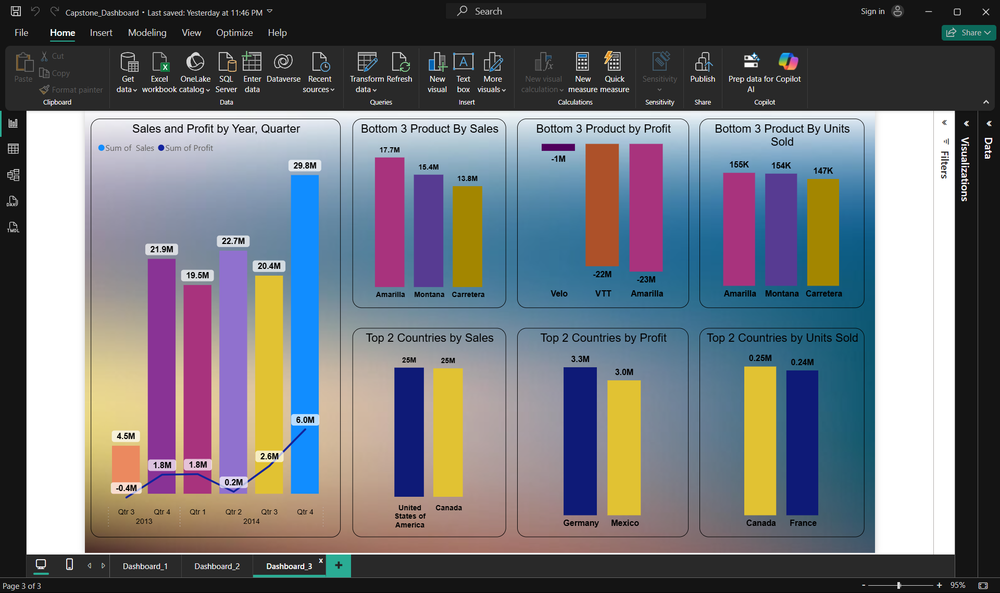 Capstone_Dashboard • Last saved: Yesterday at 11:46 PM
Search
Sign in
File Home Insert Modeling View Optimize Help
Share
Paste
Cut
Copy
Format painter
Clipboard
Get data
Excel workbook
OneLake catalog
SQL Server
Enter data
Dataverse
Recent sources
Data
Transform data
Refresh
Queries
New visual
Text box
More visuals
Insert
New visual calculation
New measure
Quick measure
Calculations
Sensitivity
Sensitivity
Publish
Share
Prep data for AI
Copilot
Copilot
DAX
TMDL
Sales and Profit by Year, Quarter
Sum of Sales Sum of Profit
29.8M
22.7M
21.9M
20.4M
19.5M
6.0M
4.5M
2.6M
1.8M
1.8M
0.2M
-0.4M
Qtr 3 Qtr 4 Qtr 1 Qtr 2 Qtr 3 Qtr 4
2013 2014
Bottom 3 Product By Sales
17.7M
15.4M
13.8M
Amarilla Montana Carretera
Bottom 3 Product by Profit
-1M
-22M
-23M
Velo VTT Amarilla
Bottom 3 Product By Units
Sold
155K
154K
147K
Amarilla Montana Carretera
Top 2 Countries by Sales
25M 25M
United
States of
America
Canada
Top 2 Countries by Profit
3.3M
3.0M
Germany Mexico
Top 2 Countries by Units Sold
0.25M
0.24M
Canada France
Filters
Visualizations
Data
Dashboard_1 Dashboard_2 Dashboard_3 x
Page 3 of 3
- + 95%